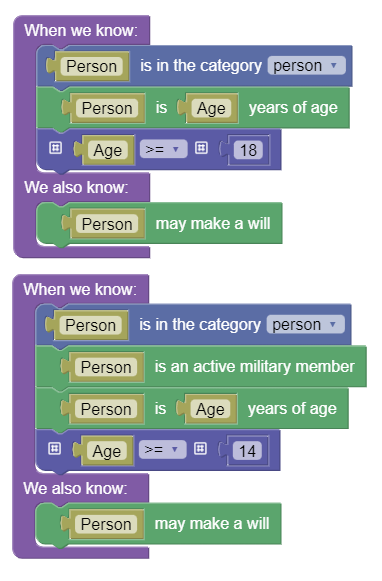 When we know:
Person is in the category person ▾
Person is Age years of age
Age >= ▾ 18
We also know:
Person may make a will
When we know:
Person is in the category person ▾
Person is an active military member
Person is Age years of age
Age >= ▾ 14
We also know:
Person may make a will